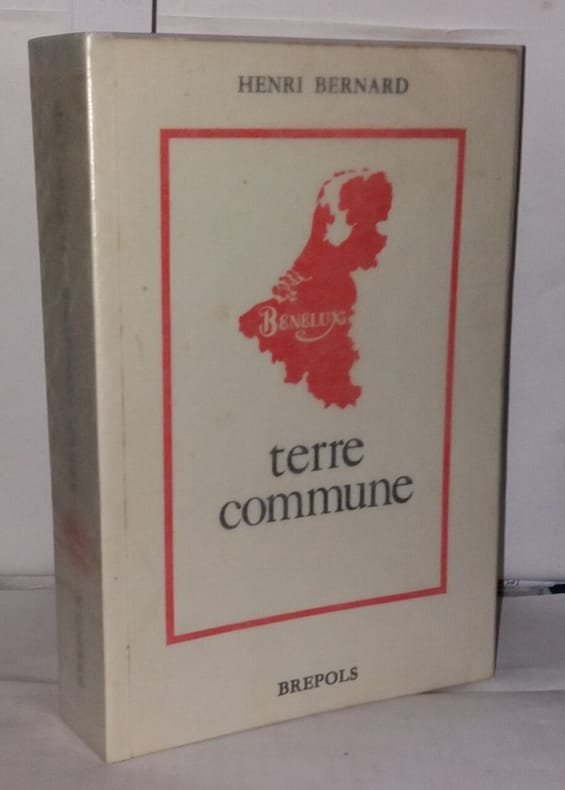 HENRI BERNARD
BENELUX
terre
commune
BREPOLS